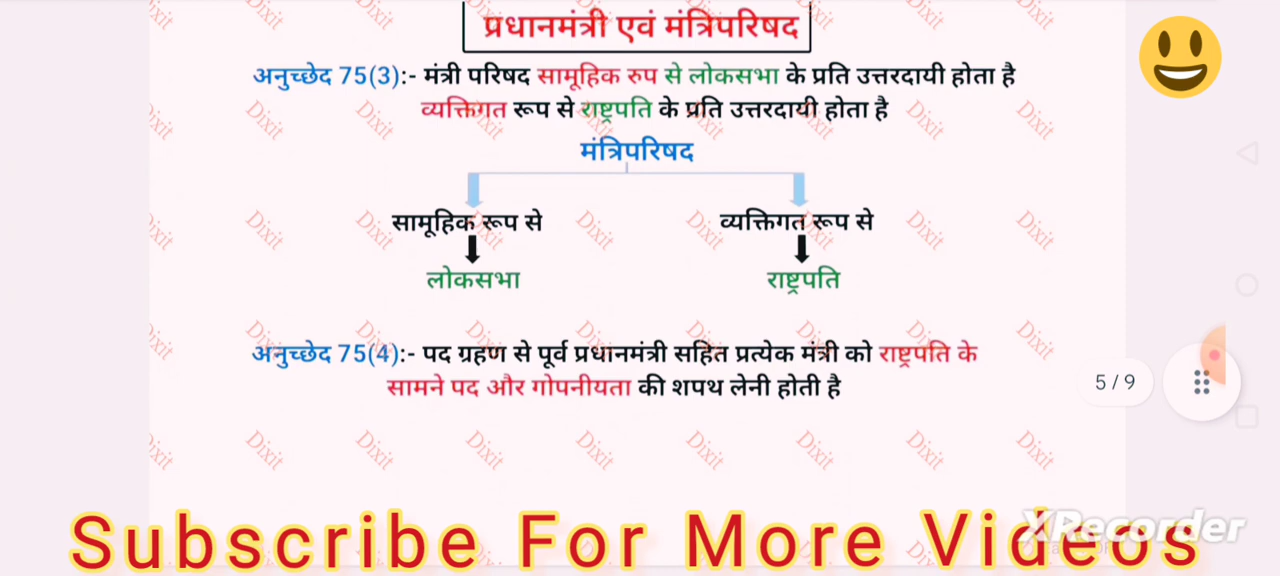 प्रधानमंत्री एवं मंत्रिपरिषद
अनुच्छेद 75(3):- मंत्री परिषद सामूहिक रुप से लोकसभा के प्रति उत्तरदायी होता है
व्यक्तिगत रूप से राष्ट्रपति के प्रति उत्तरदायी होता है
मंत्रिपरिषद
सामूहिक रूप से
व्यक्तिगत रूप से
लोकसभा
राष्ट्रपति
अनुच्छेद 75(4):- पद ग्रहण से पूर्व प्रधानमंत्री सहित प्रत्येक मंत्री को राष्ट्रपति के
सामने पद और गोपनीयता की शपथ लेनी होती है
5 / 9
Dixit
Subscribe For More Videos
XRecorder